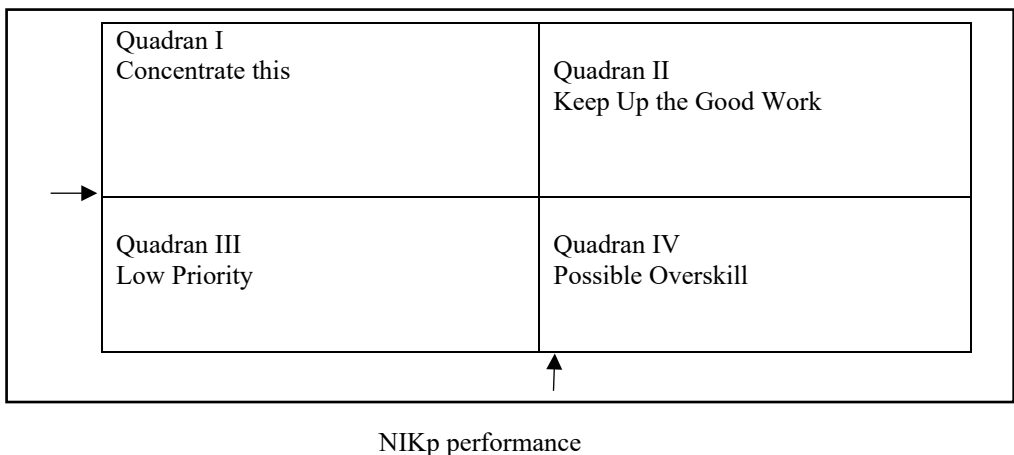 Quadran I
Concentrate this
Quadran II
Keep Up the Good Work
Quadran III
Low Priority
Quadran IV
Possible Overskill
NIKp performance